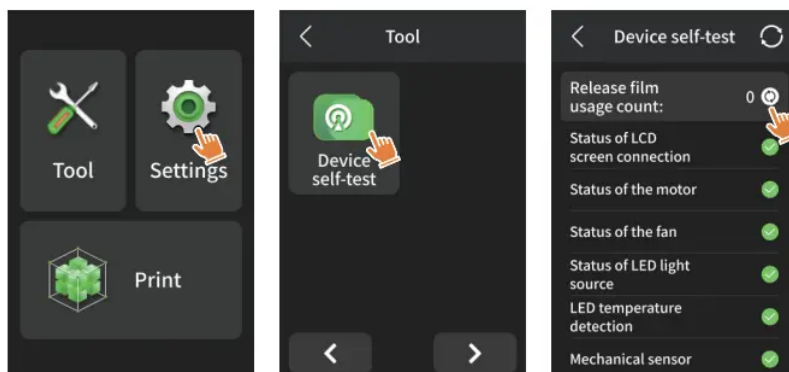 Tool
Settings
Print
Tool
Device
self-test
Device self-test
Release film
usage count:
0
Status of LCD
screen connection
Status of the motor
Status of the fan
Status of LED light
source
LED temperature
detection
Mechanical sensor